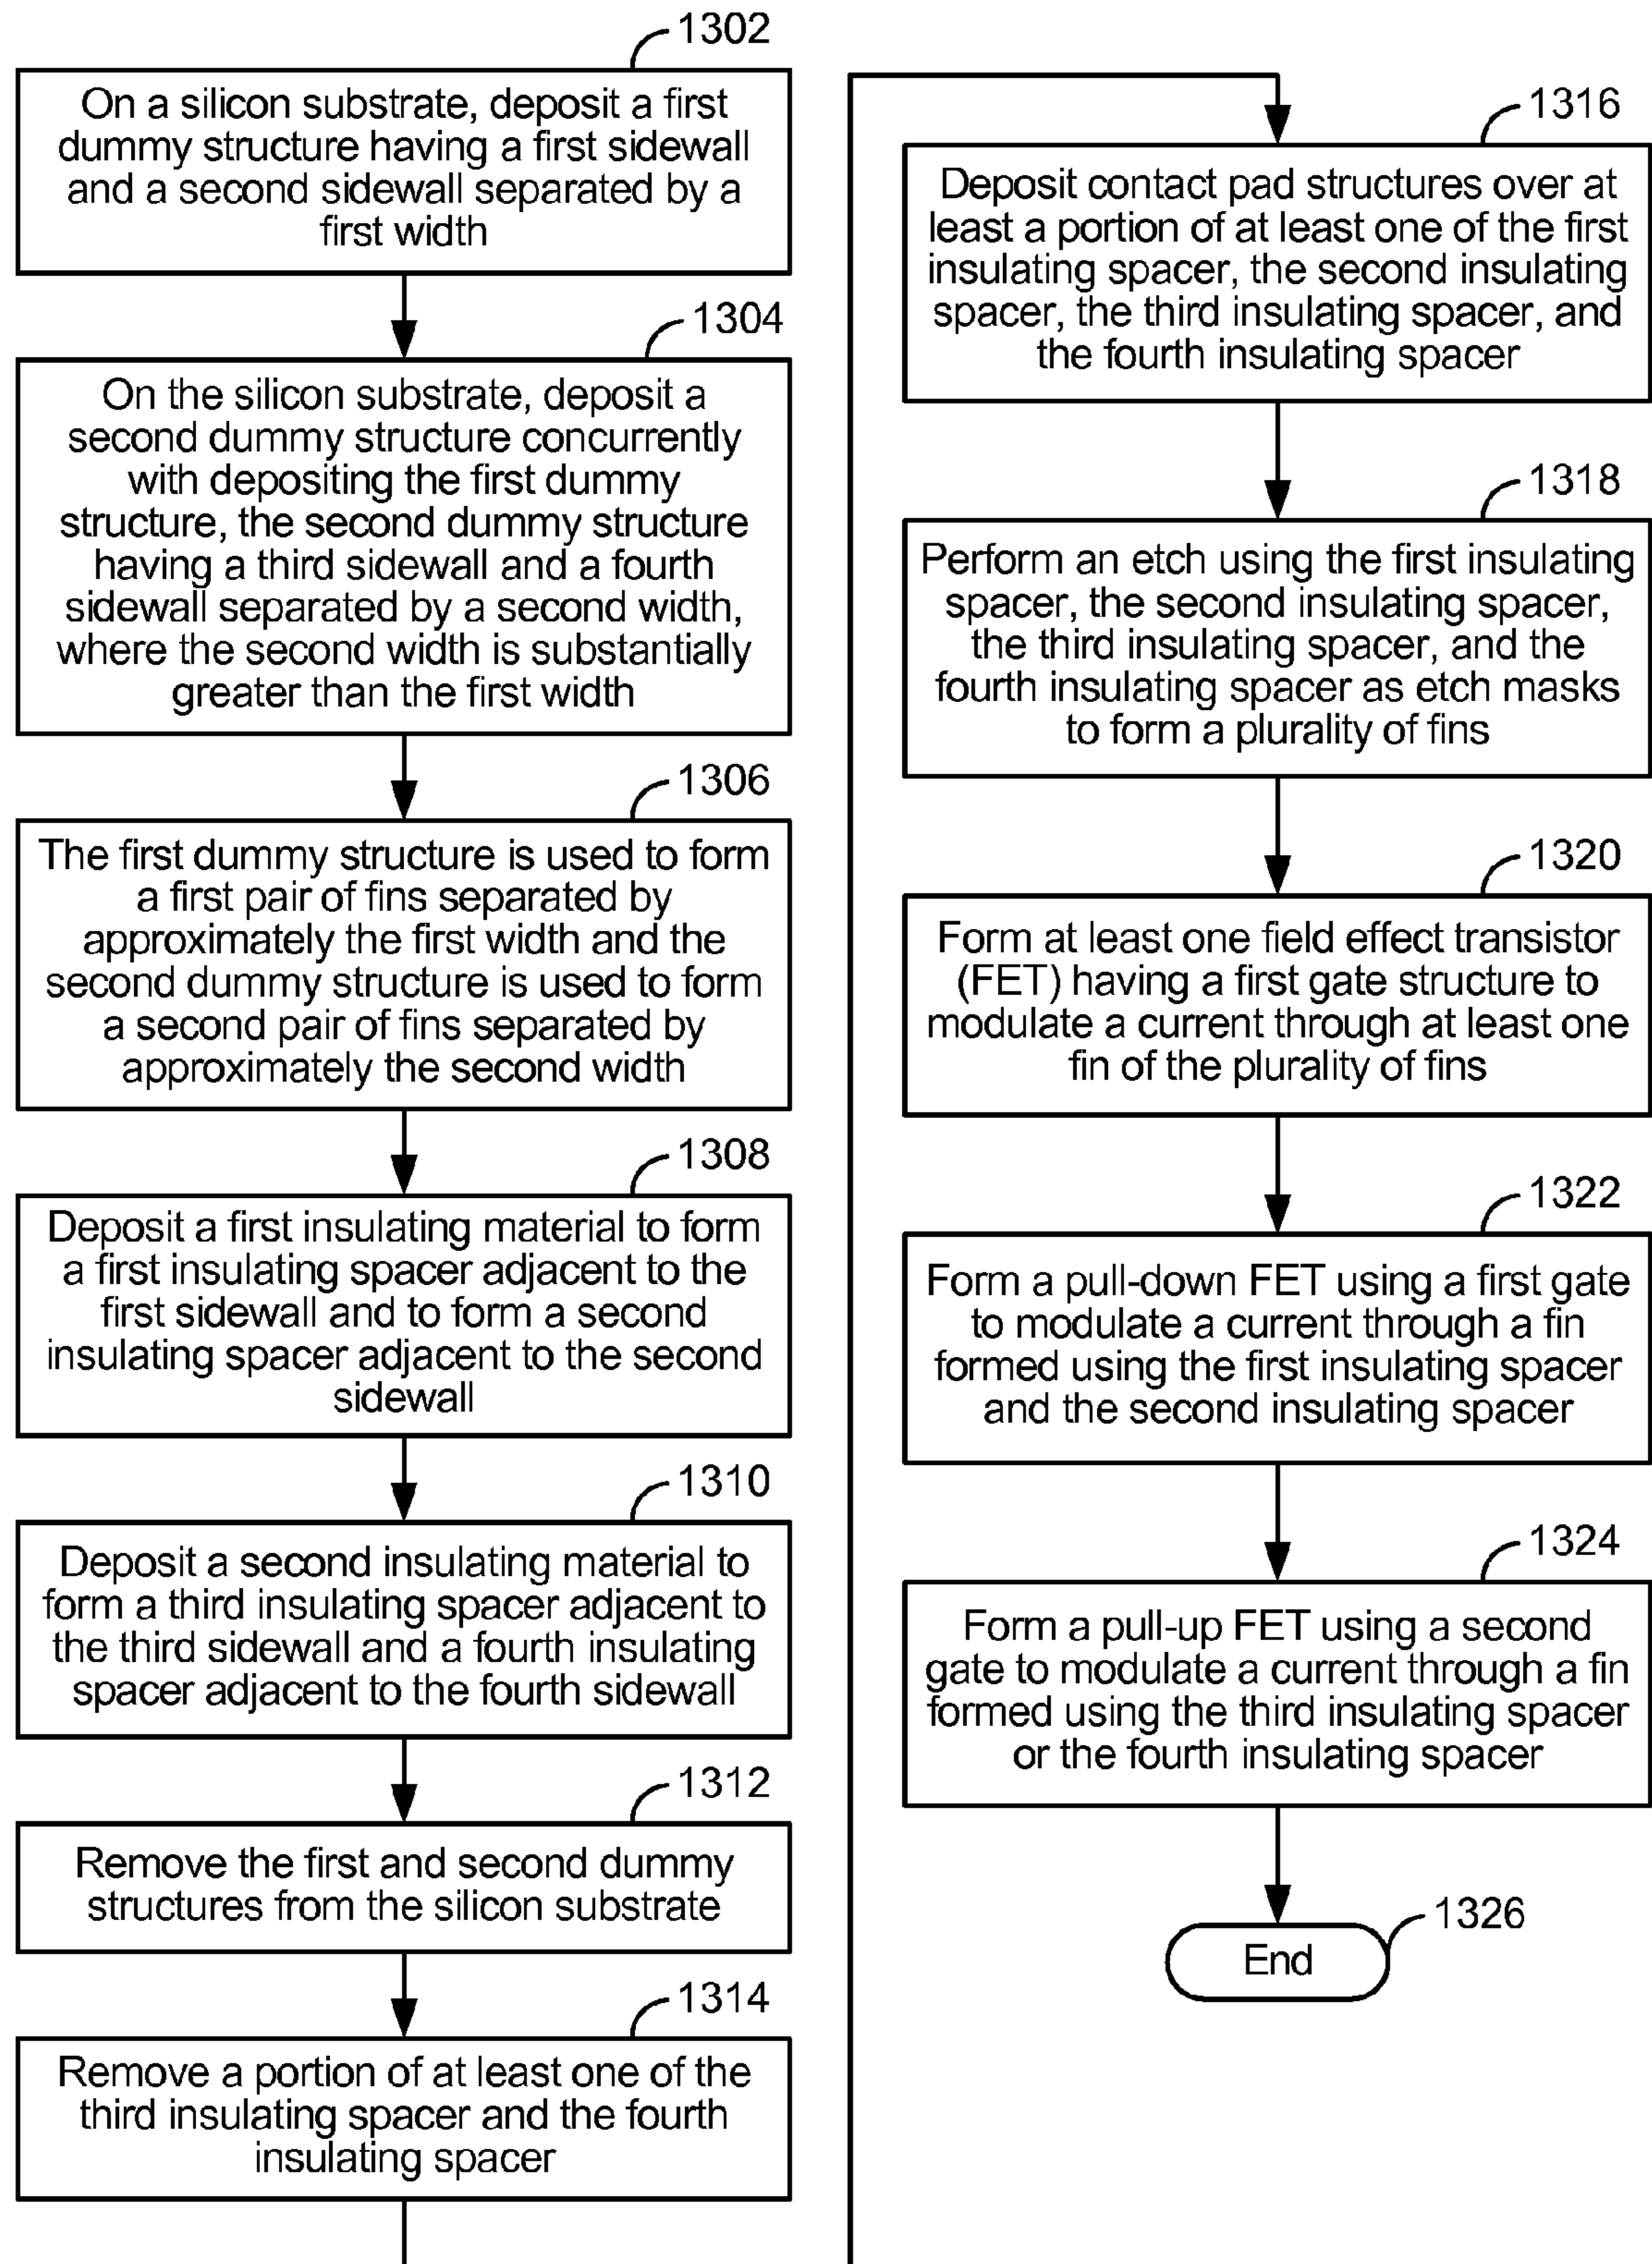 1302
On a silicon substrate, deposit a first
dummy structure having a first sidewall
and a second sidewall separated by a
first width
1304
On the silicon substrate, deposit a
second dummy structure concurrently
with depositing the first dummy
structure, the second dummy structure
having a third sidewall and a fourth
sidewall separated by a second width,
where the second width is substantially
greater than the first width
1306
The first dummy structure is used to form
a first pair of fins separated by
approximately the first width and the
second dummy structure is used to form
a second pair of fins separated by
approximately the second width
1308
Deposit a first insulating material to form
a first insulating spacer adjacent to the
first sidewall and to form a second
insulating spacer adjacent to the second
sidewall
1310
Deposit a second insulating material to
form a third insulating spacer adjacent to
the third sidewall and a fourth insulating
spacer adjacent to the fourth sidewall
1312
Remove the first and second dummy
structures from the silicon substrate
1314
Remove a portion of at least one of the
third insulating spacer and the fourth
insulating spacer
1316
Deposit contact pad structures over at
least a portion of at least one of the first
insulating spacer, the second insulating
spacer, the third insulating spacer, and
the fourth insulating spacer
1318
Perform an etch using the first insulating
spacer, the second insulating spacer,
the third insulating spacer, and the
fourth insulating spacer as etch masks
to form a plurality of fins
1320
Form at least one field effect transistor
(FET) having a first gate structure to
modulate a current through at least one
fin of the plurality of fins
1322
Form a pull-down FET using a first gate
to modulate a current through a fin
formed using the first insulating spacer
and the second insulating spacer
1324
Form a pull-up FET using a second
gate to modulate a current through a fin
formed using the third insulating spacer
or the fourth insulating spacer
1326
End